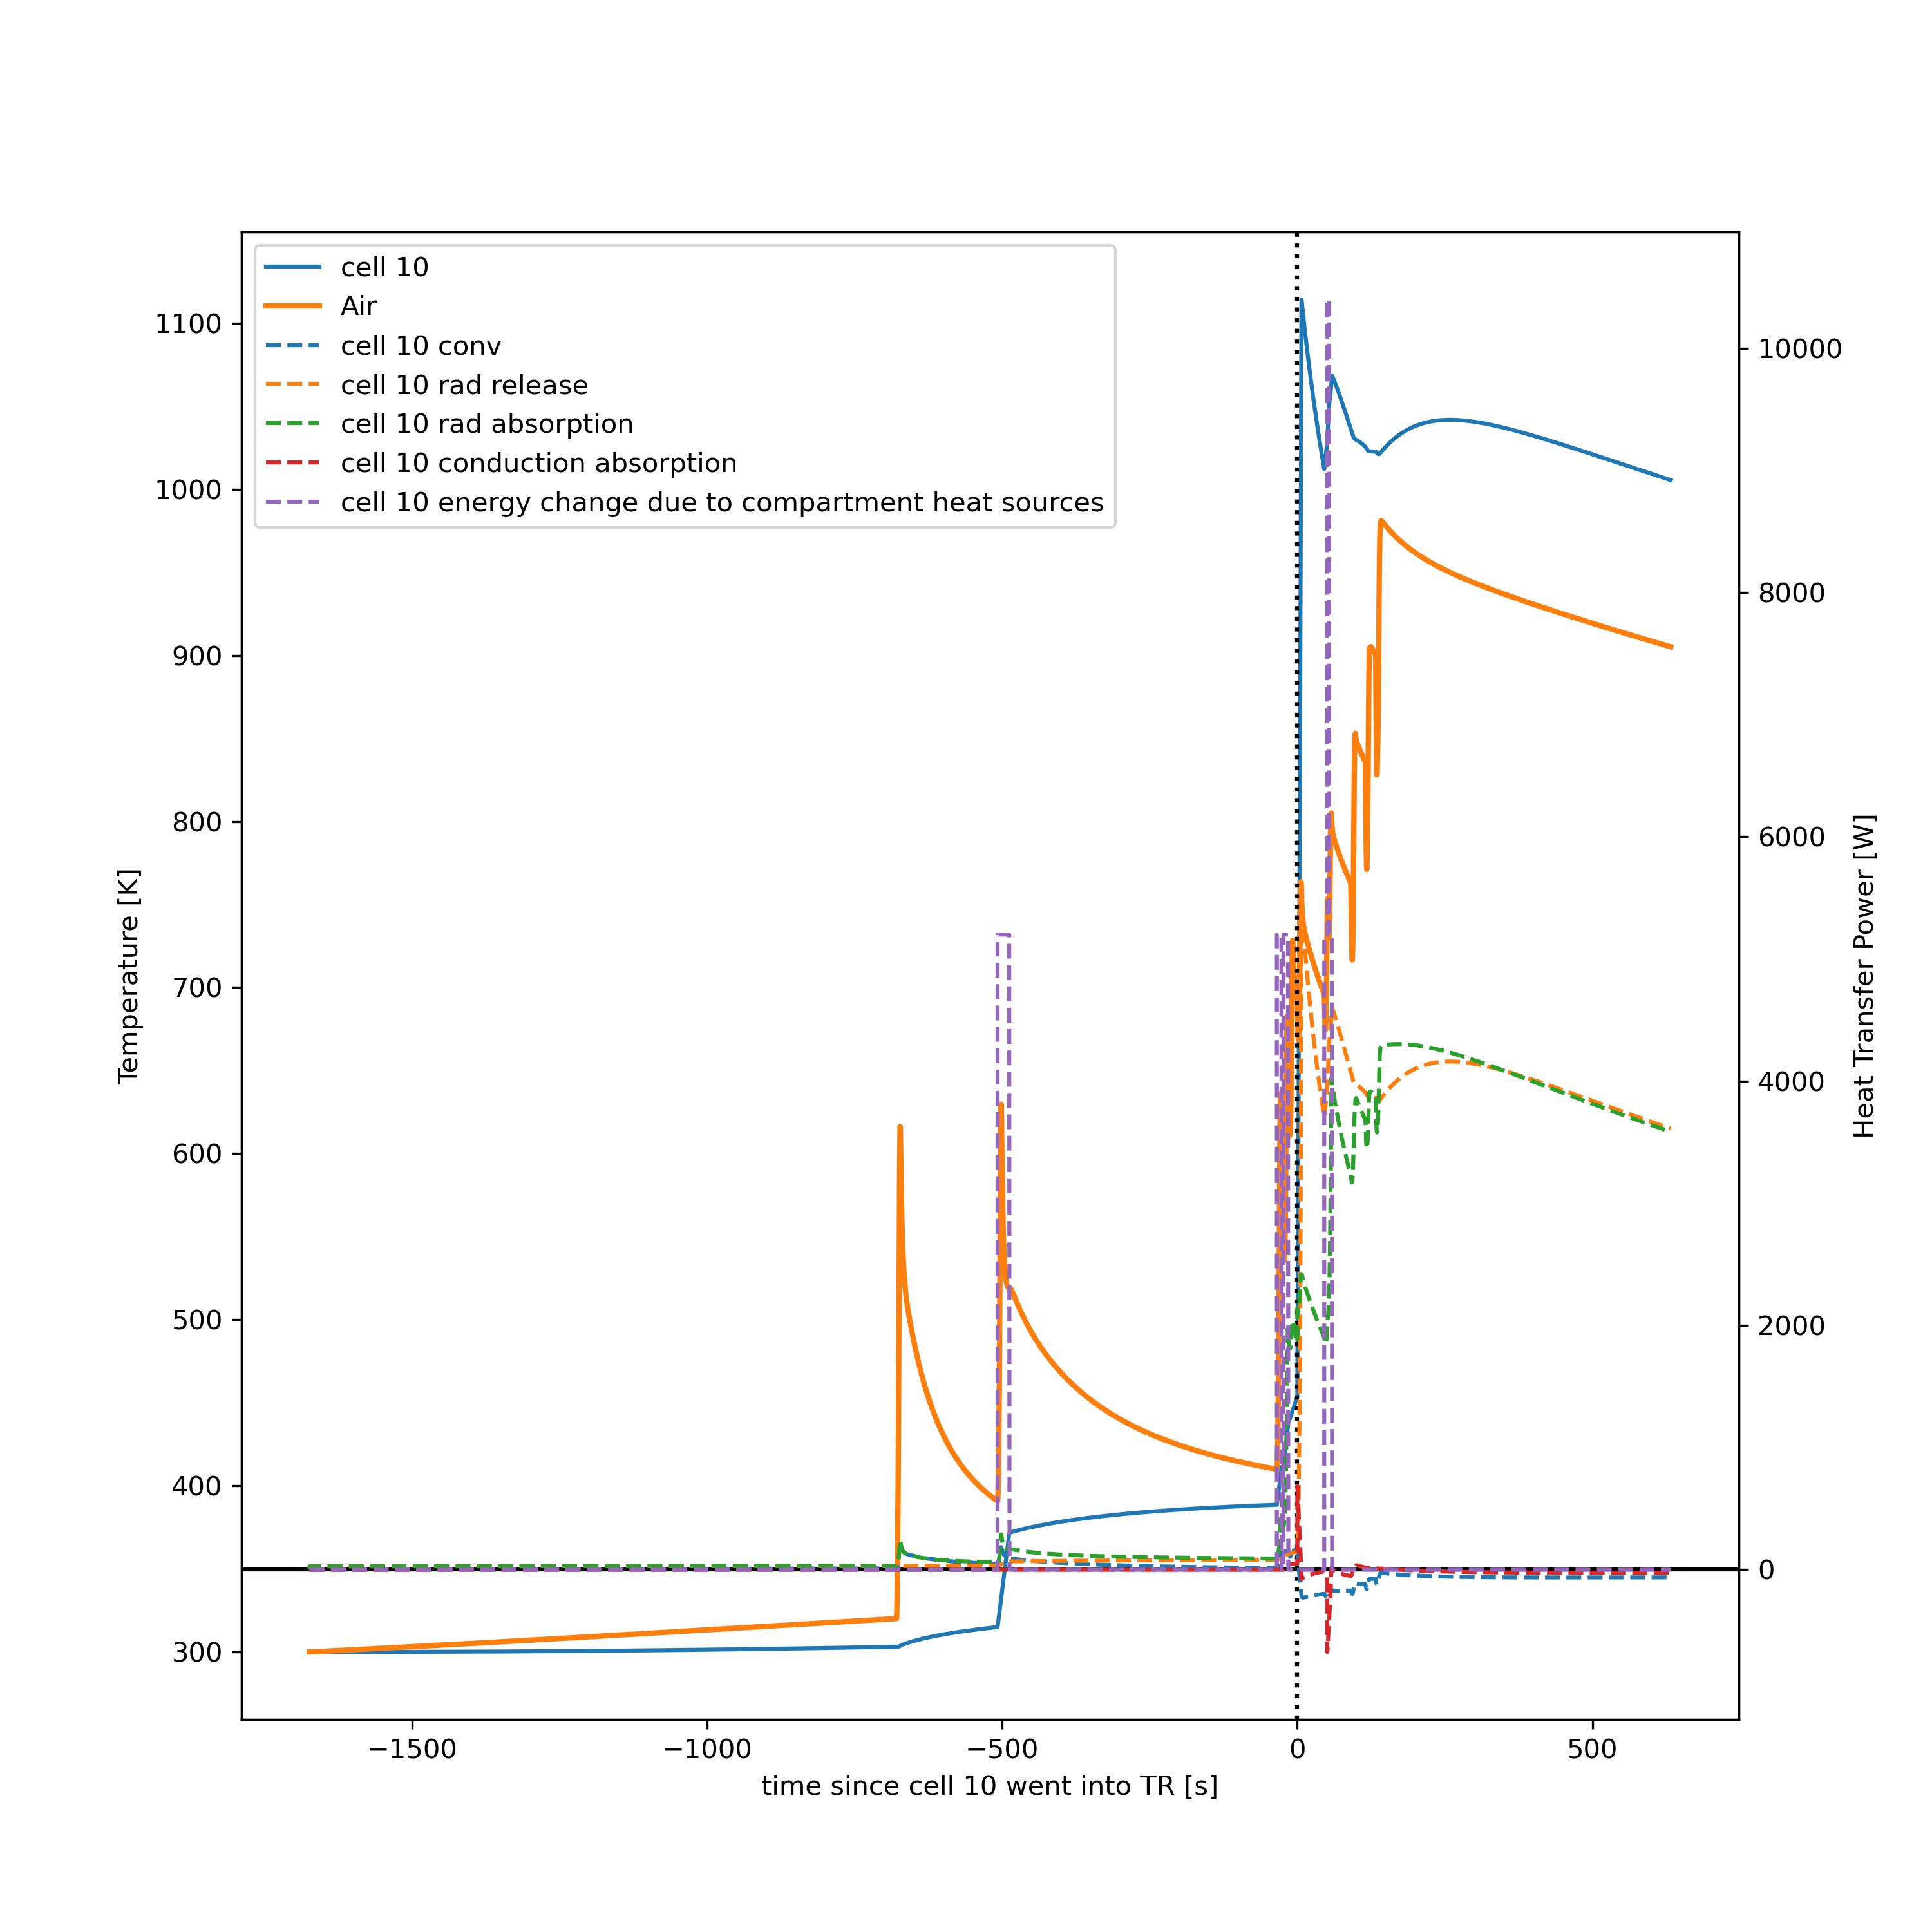 cell 10
Air
cell 10 conv
cell 10 rad release
cell 10 rad absorption
cell 10 conduction absorption
cell 10 energy change due to compartment heat sources
1100
1000
900
800
700
600
500
400
300
Temperature [K]
10000
8000
6000
4000
2000
0
Heat Transfer Power [W]
−1500
−1000
−500
0
500
time since cell 10 went into TR [s]